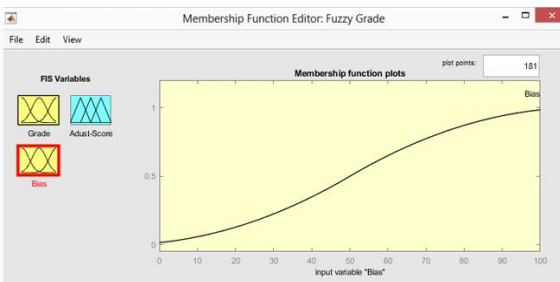 Membership Function Editor: Fuzzy Grade
File Edit View
FIS Variables
Grade
Adust-Score
Bias
plot points:
181
Membership function plots
Bias
1
0.5
0
0 10 20 30 40 50 60 70 80 90 100
input variable "Bias"